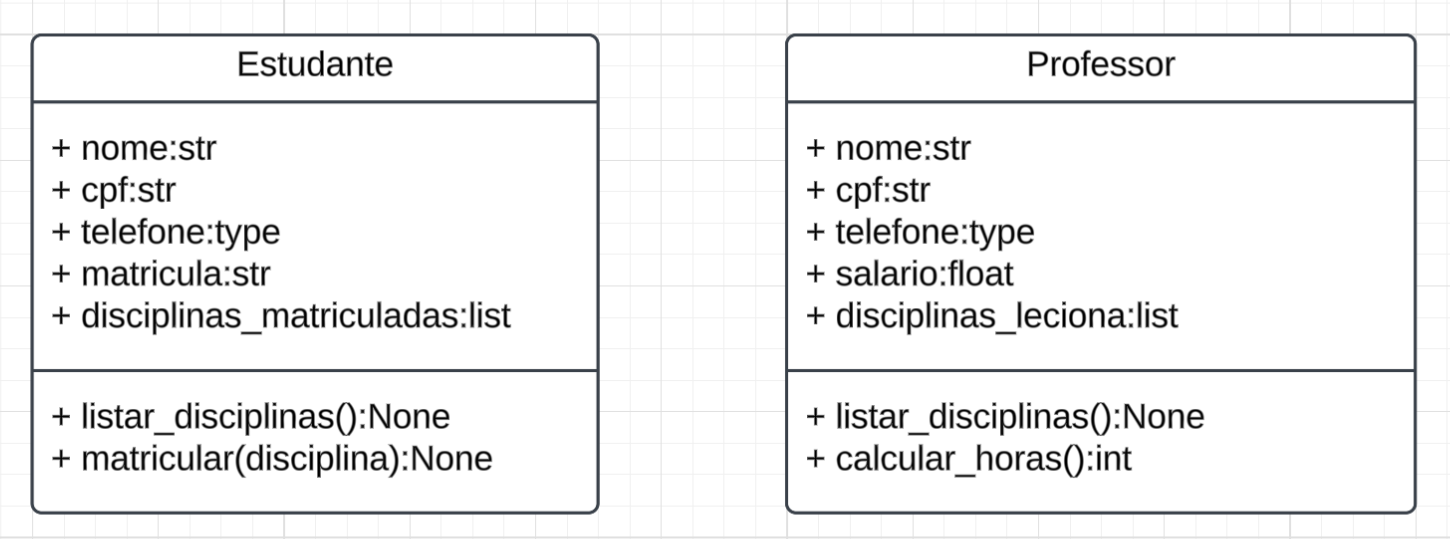 Estudante
+ nome:str
+ cpf:str
+ telefone:type
+ matricula:str
+ disciplinas_matriculadas:list
+ listar_disciplinas():None
+ matricular(disciplina):None
Professor
+ nome:str
+ cpf:str
+ telefone:type
+ salario:float
+ disciplinas_leciona:list
+ listar_disciplinas():None
+ calcular_horas():int